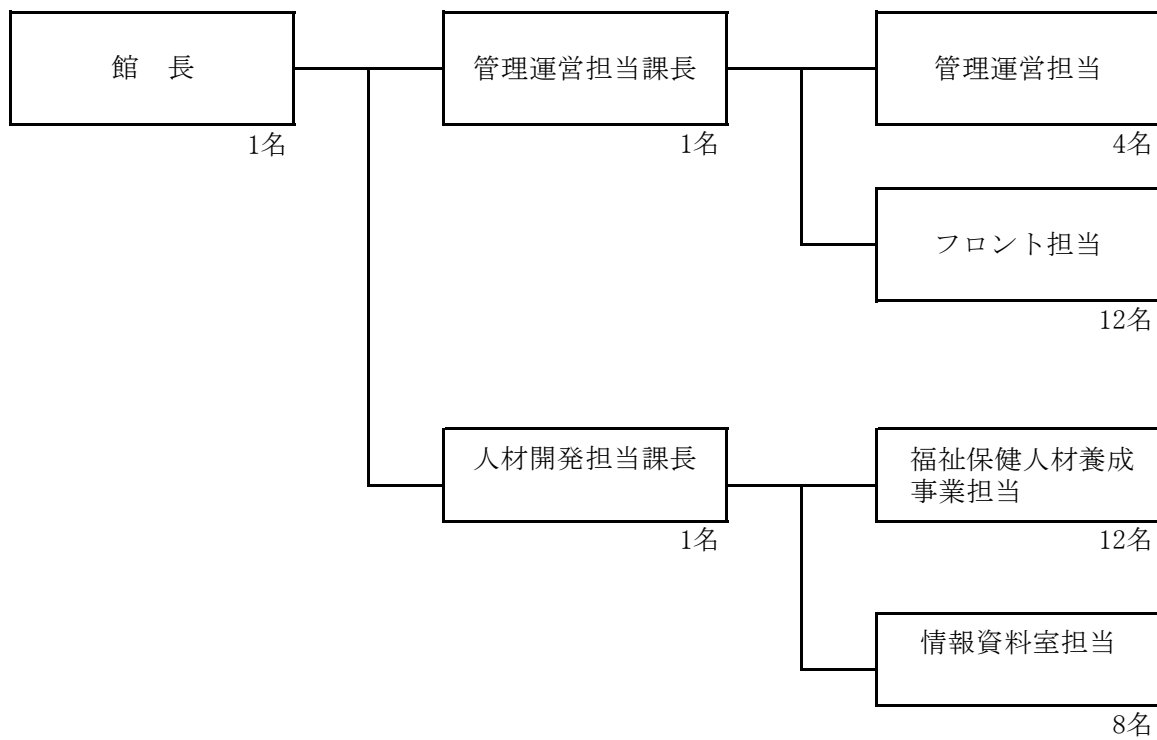 館　長
1名
管理運営担当課長
1名
管理運営担当
4名
フロント担当
12名
人材開発担当課長
1名
福祉保健人材養成
事業担当
12名
情報資料室担当
8名